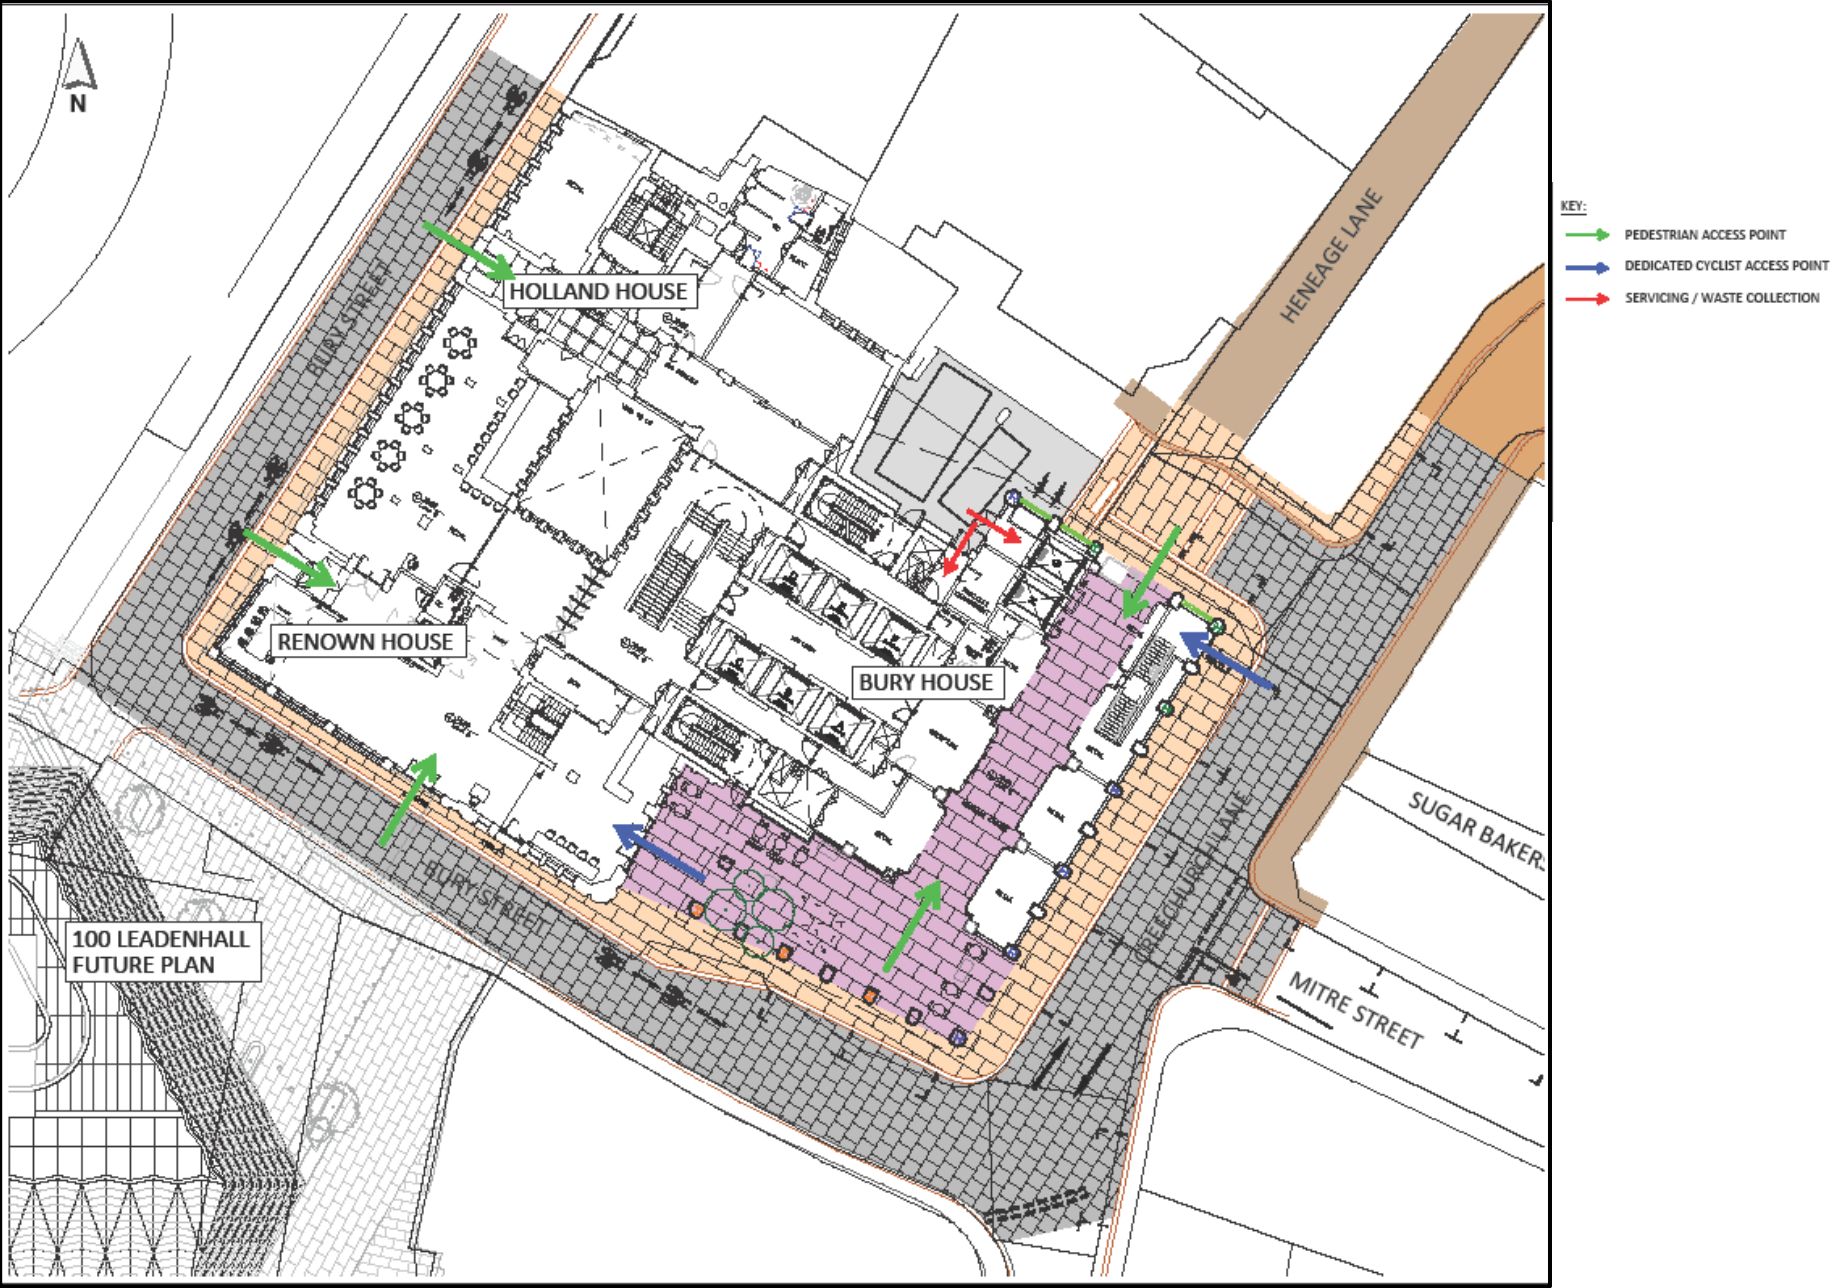 N
HENEAGE LANE
KEY:
PEDESTRIAN ACCESS POINT
DEDICATED CYCLIST ACCESS POINT
SERVICING / WASTE COLLECTION
HOLLAND HOUSE
BURY STREET
RENOWN HOUSE
BURY HOUSE
SUGAR BAKER
CREECHURCH LANE
BURY STREET
100 LEADENHALL
FUTURE PLAN
MITRE STREET